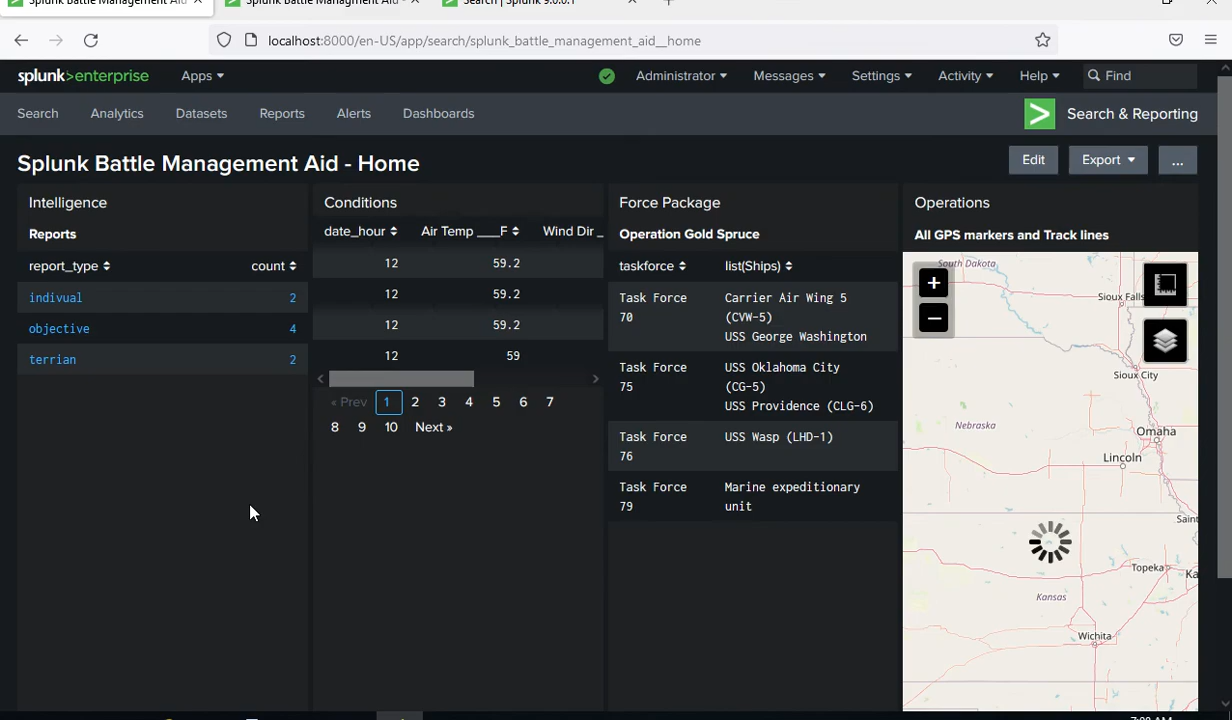 Splunk Battle Management Aid
Splunk Battle Management Aid -
Search | Splunk 9.0.0.1
localhost:8000/en-US/app/search/splunk_battle_management_aid__home
splunk>enterprise Apps Administrator Messages Settings Activity Help Find
Search Analytics Datasets Reports Alerts Dashboards Search & Reporting
Splunk Battle Management Aid - Home Edit Export ...
Intelligence
Reports
report_type count
indivual 2
objective 4
terrian 2
Conditions
date_hour Air Temp ___F Wind Dir _
12 59.2
12 59.2
12 59.2
12 59
« Prev 1 2 3 4 5 6 7
8 9 10 Next »
Force Package
Operation Gold Spruce
taskforce list(Ships)
Task Force Carrier Air Wing 5
70 (CVW-5)
USS George Washington
Task Force USS Oklahoma City
75 (CG-5)
USS Providence (CLG-6)
Task Force USS Wasp (LHD-1)
76
Task Force Marine expeditionary
79 unit
Operations
All GPS markers and Track lines
+
−
South Dakota
Sioux Falls
Sioux City
Nebraska
Omaha
Lincoln
Saint
Topeka
Ka
Kansas
Wichita